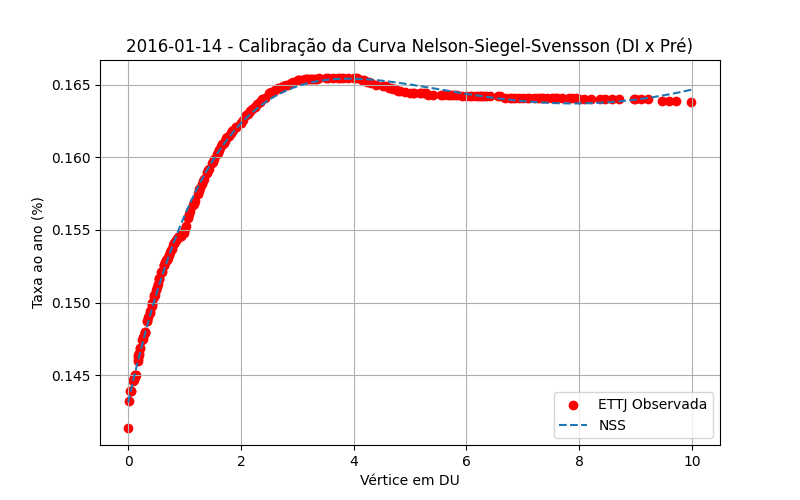 2016-01-14 - Calibração da Curva Nelson-Siegel-Svensson (DI x Pré)
Taxa ao ano (%)
0.165
0.160
0.155
0.150
0.145
ETTJ Observada
NSS
0 2 4 6 8 10
Vértice em DU